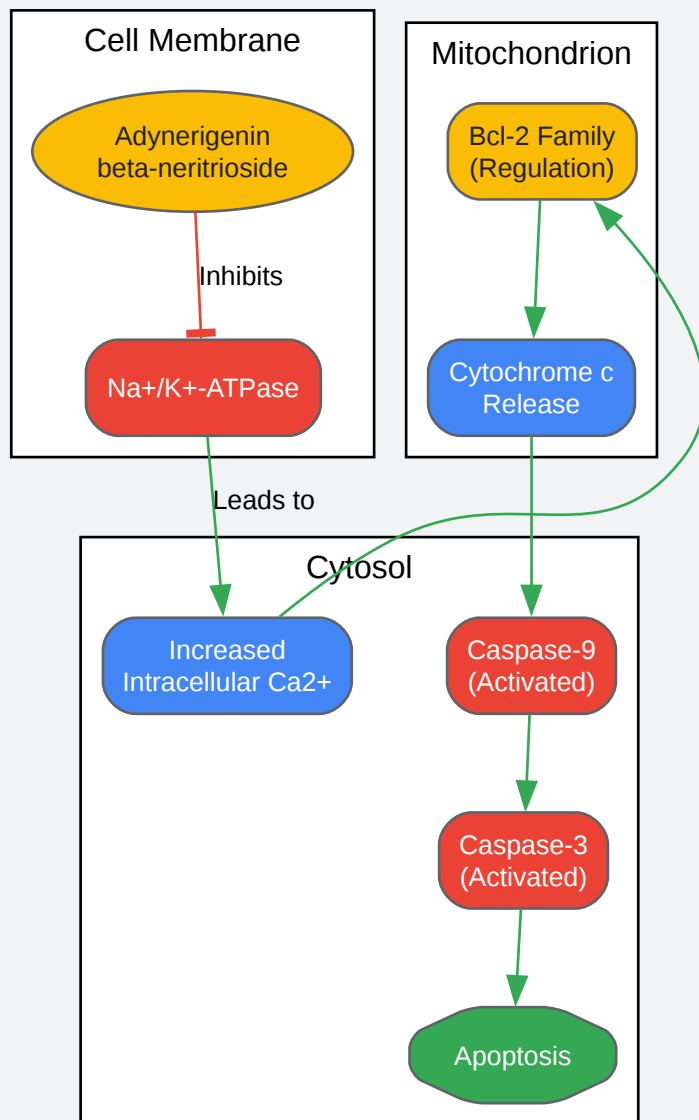 Cell Membrane
Adynerigenin
beta-neritrioside
Inhibits
Na+/K+-ATPase
Leads to
Mitochondrion
Bcl-2 Family
(Regulation)
Cytochrome c
Release
Cytosol
Increased
Intracellular Ca2+
Caspase-9
(Activated)
Caspase-3
(Activated)
Apoptosis